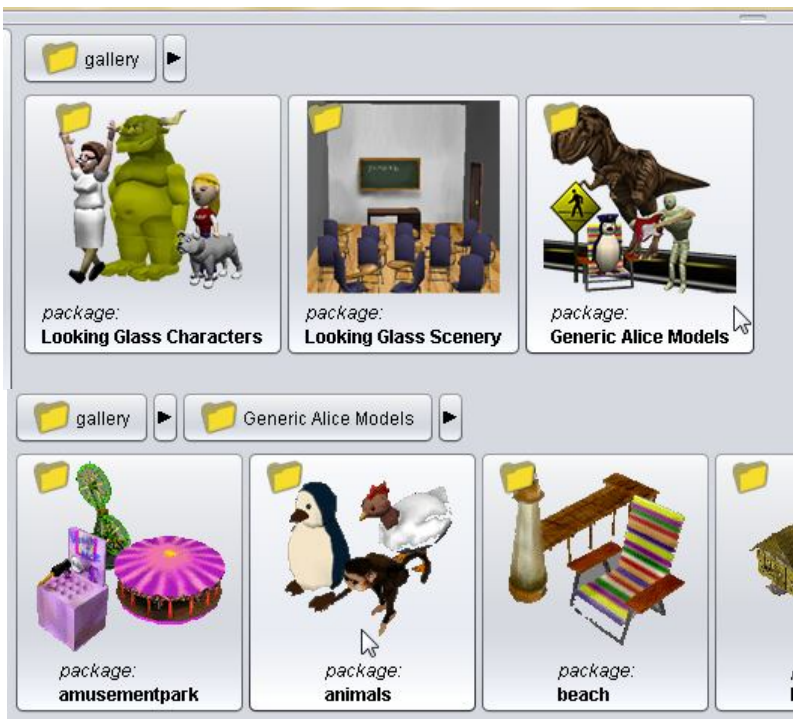 gallery
package:
Looking Glass Characters
package:
Looking Glass Scenery
package:
Generic Alice Models
gallery
Generic Alice Models
package:
amusementpark
package:
animals
package:
beach